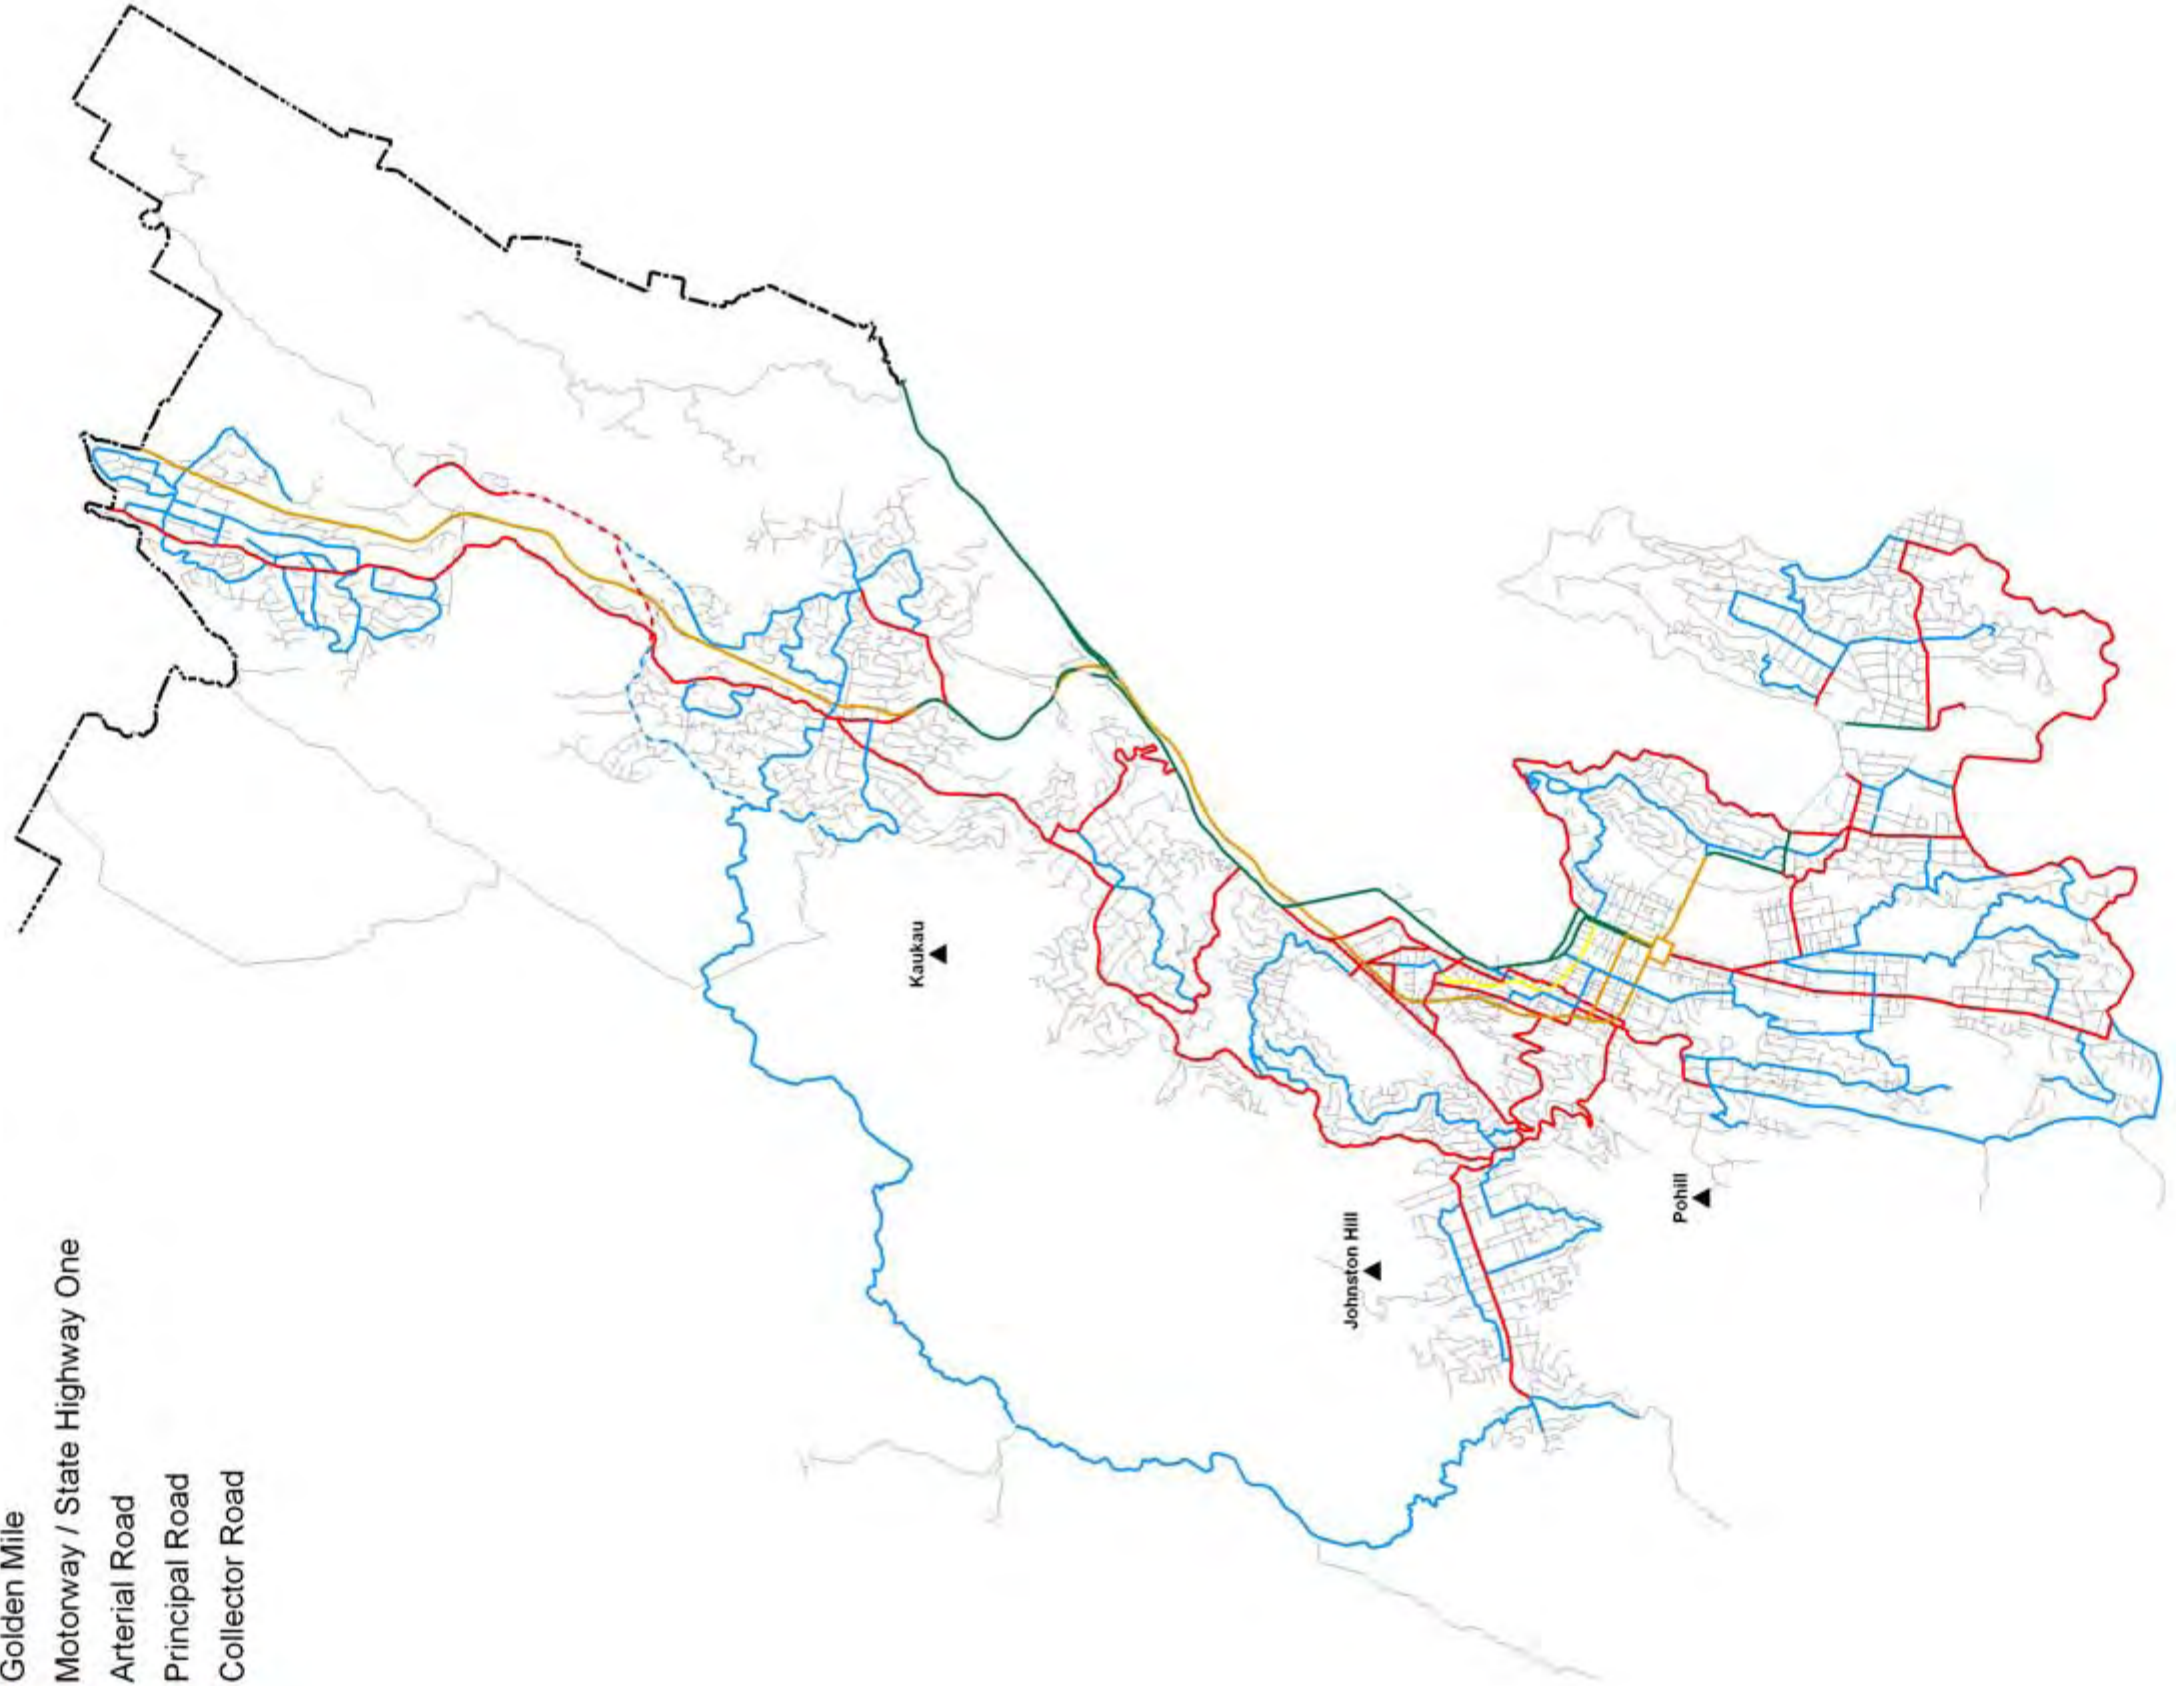 Golden Mile
Motorway / State Highway One
Arterial Road
Principal Road
Collector Road
Kaukau
Johnston Hill
Pohill